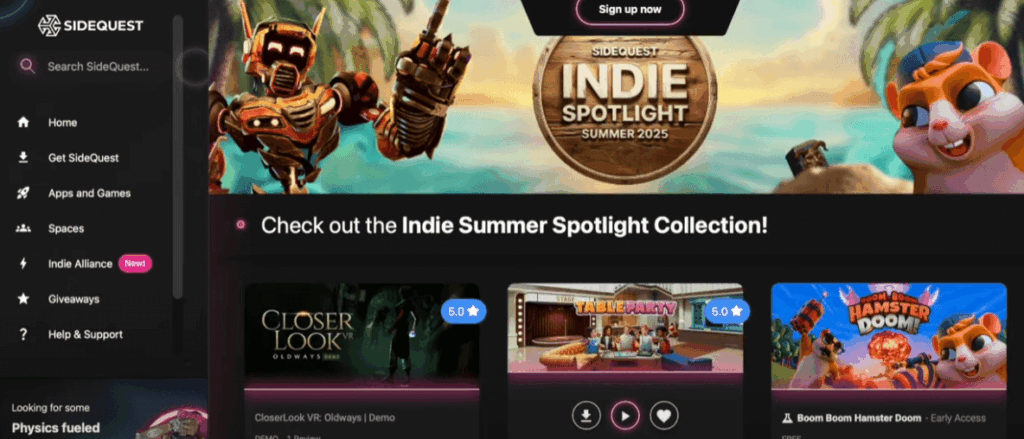 SIDEQUEST
Search SideQuest...
Home
Get SideQuest
Apps and Games
Spaces
Indie Alliance New!
Giveaways
Help & Support
Looking for some
Physics fueled
Sign up now
SIDEQUEST
INDIE
SPOTLIGHT
SUMMER 2025
Check out the Indie Summer Spotlight Collection!
CLOSER
LOOK VR
OLDWAYS DEMO
5.0
CloserLook VR: Oldways | Demo
DEMO - 1 Review
STAGE
TABLE PARTY
5.0
BOOM BOOM
HAMSTER
DOOM!
Boom Boom Hamster Doom - Early Access
FREE